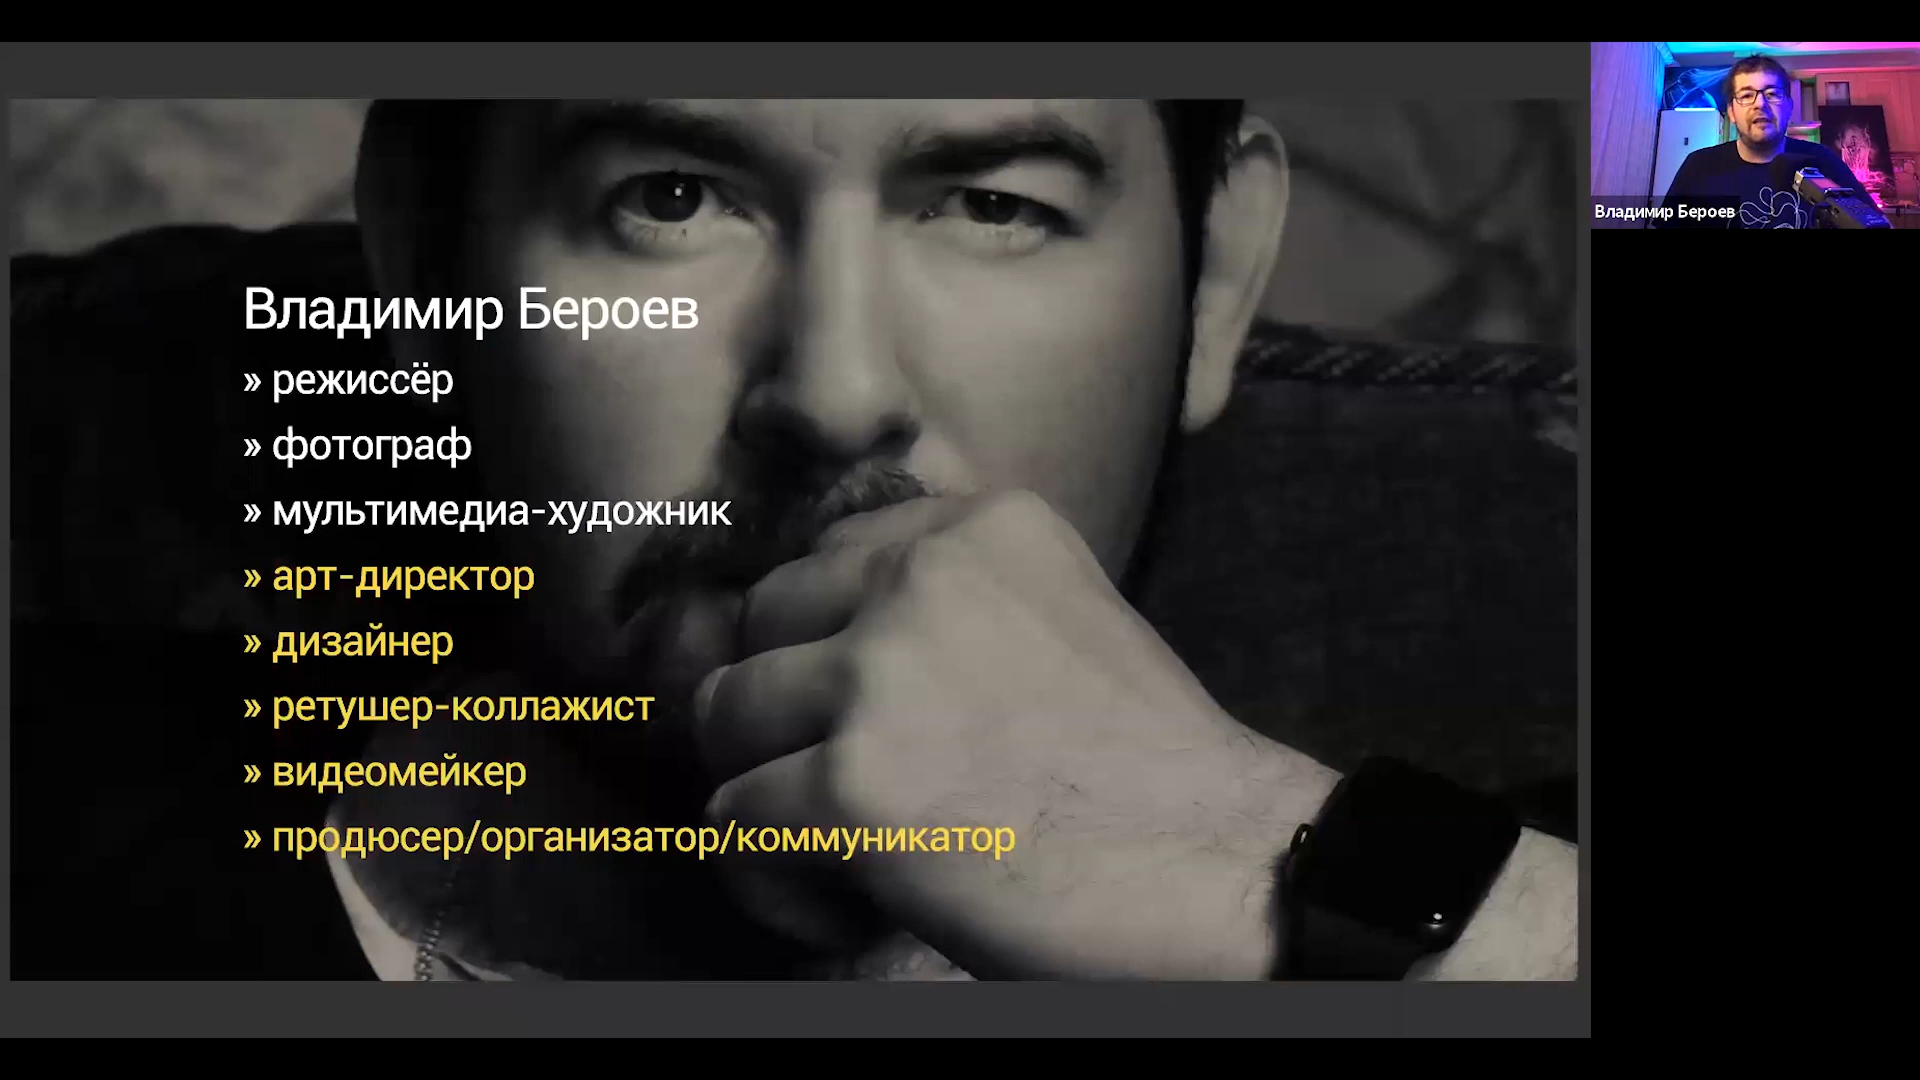 Владимир Бероев
» режиссёр
» фотограф
» мультимедиа-художник
» арт-директор
» дизайнер
» ретушер-коллажист
» видеомейкер
» продюсер/организатор/коммуникатор
Владимир Бероев